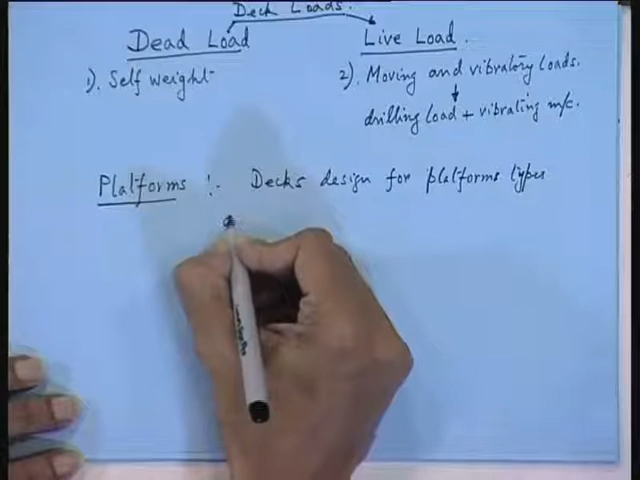 Deck Loads.
Dead Load
Live Load.
1). Self weight
2). Moving and vibratory Loads.
drilling load + vibrating m/c.
Platforms :- Decks design for platforms types